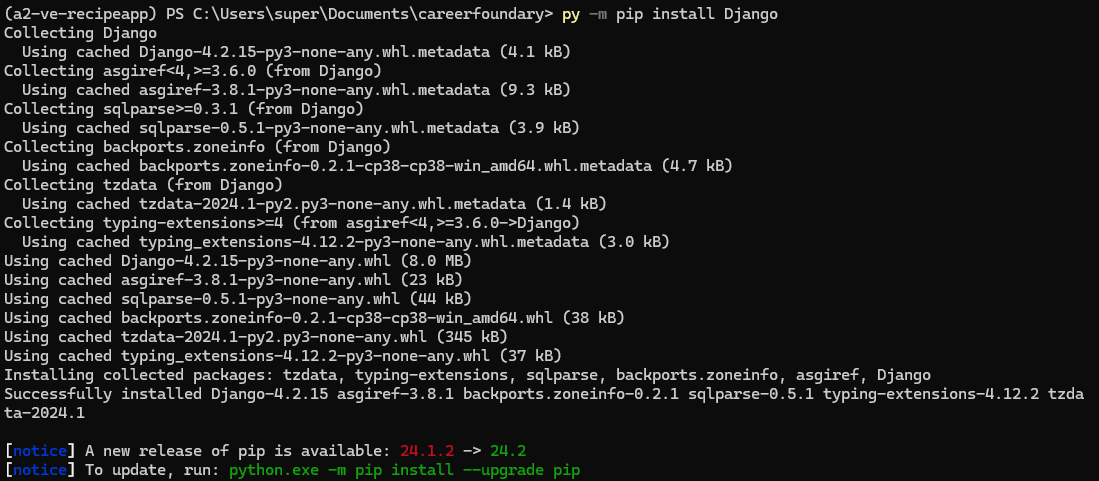 (a2-ve-recipeapp) PS C:\Users\super\Documents\careerfoundary> py -m pip install Django
Collecting Django
  Using cached Django-4.2.15-py3-none-any.whl.metadata (4.1 kB)
Collecting asgiref<4,>=3.6.0 (from Django)
  Using cached asgiref-3.8.1-py3-none-any.whl.metadata (9.3 kB)
Collecting sqlparse>=0.3.1 (from Django)
  Using cached sqlparse-0.5.1-py3-none-any.whl.metadata (3.9 kB)
Collecting backports.zoneinfo (from Django)
  Using cached backports.zoneinfo-0.2.1-cp38-cp38-win_amd64.whl.metadata (4.7 kB)
Collecting tzdata (from Django)
  Using cached tzdata-2024.1-py2.py3-none-any.whl.metadata (1.4 kB)
Collecting typing-extensions>=4 (from asgiref<4,>=3.6.0->Django)
  Using cached typing_extensions-4.12.2-py3-none-any.whl.metadata (3.0 kB)
Using cached Django-4.2.15-py3-none-any.whl (8.0 MB)
Using cached asgiref-3.8.1-py3-none-any.whl (23 kB)
Using cached sqlparse-0.5.1-py3-none-any.whl (44 kB)
Using cached backports.zoneinfo-0.2.1-cp38-cp38-win_amd64.whl (38 kB)
Using cached tzdata-2024.1-py2.py3-none-any.whl (345 kB)
Using cached typing_extensions-4.12.2-py3-none-any.whl (37 kB)
Installing collected packages: tzdata, typing-extensions, sqlparse, backports.zoneinfo, asgiref, Django
Successfully installed Django-4.2.15 asgiref-3.8.1 backports.zoneinfo-0.2.1 sqlparse-0.5.1 typing-extensions-4.12.2 tzda
ta-2024.1
[notice] A new release of pip is available: 24.1.2 -> 24.2
[notice] To update, run: python.exe -m pip install --upgrade pip